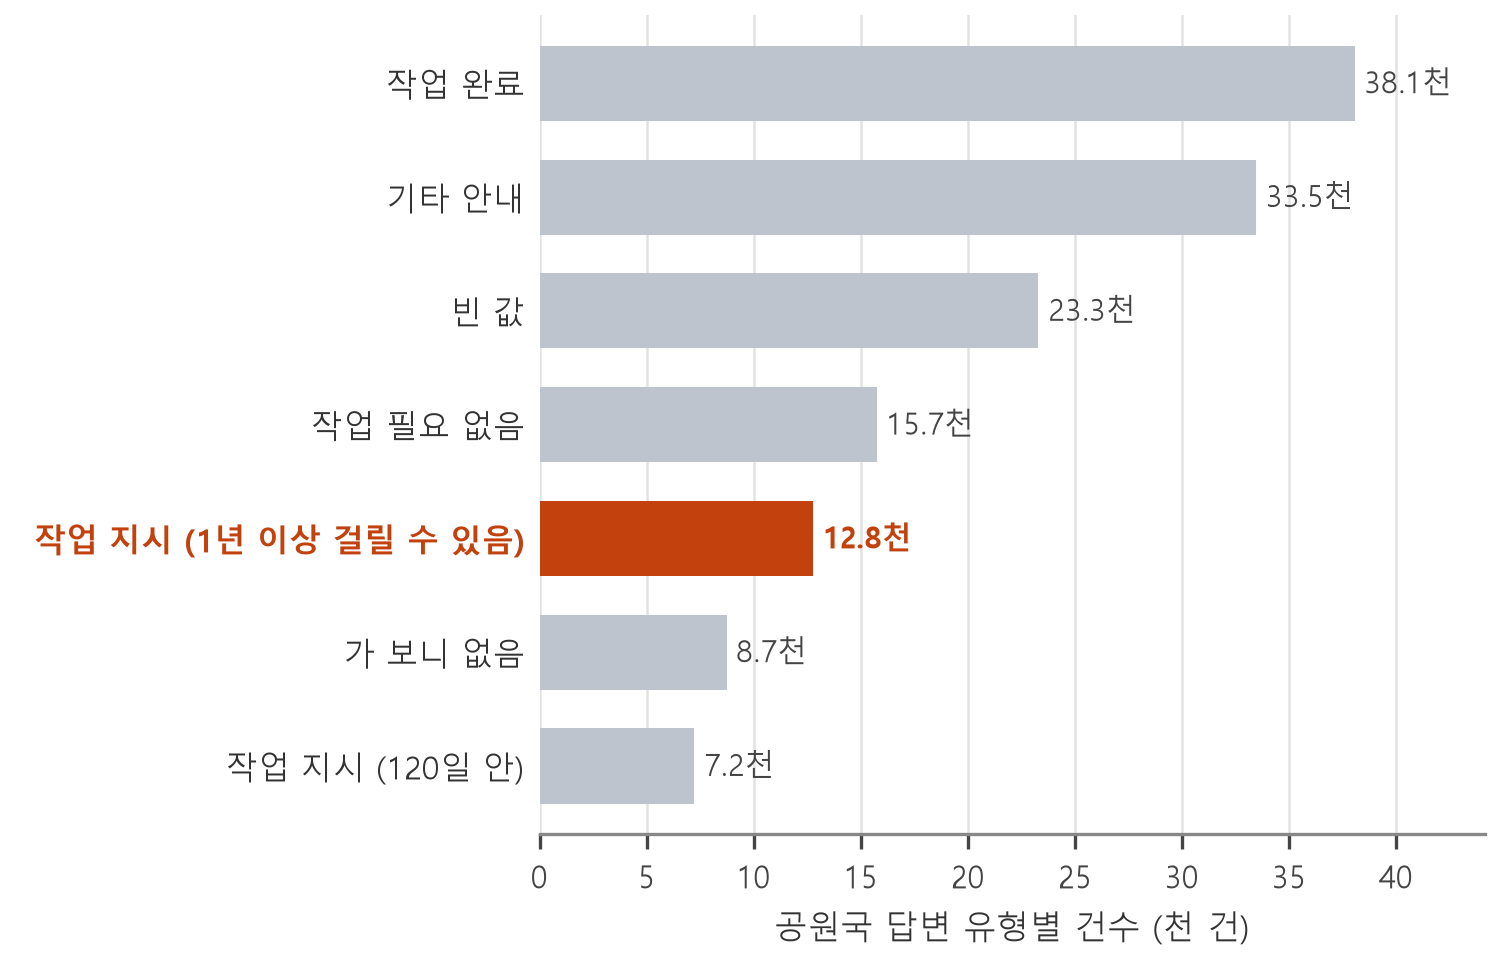 작업 완료 38.1천
기타 안내 33.5천
빈 값 23.3천
작업 필요 없음 15.7천
작업 지시 (1년 이상 걸릴 수 있음) 12.8천
가 보니 없음 8.7천
작업 지시 (120일 안) 7.2천
0 5 10 15 20 25 30 35 40
공원국 답변 유형별 건수 (천 건)